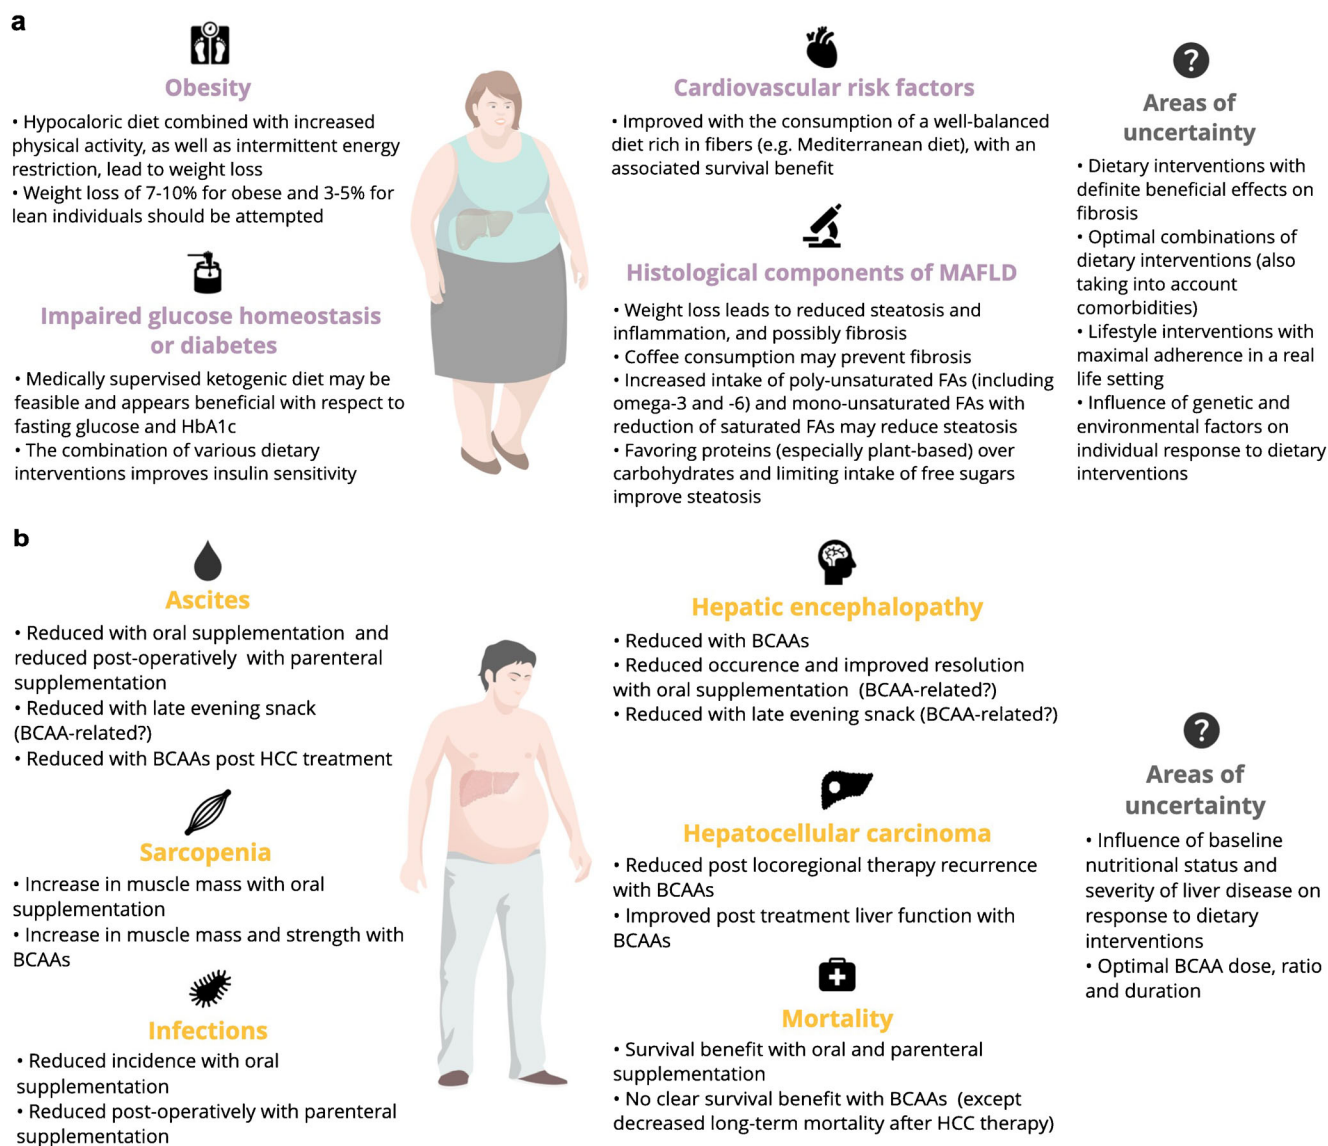 a
Obesity
• Hypocaloric diet combined with increased
physical activity, as well as intermittent energy
restriction, lead to weight loss
• Weight loss of 7-10% for obese and 3-5% for
lean individuals should be attempted
Impaired glucose homeostasis
or diabetes
• Medically supervised ketogenic diet may be
feasible and appears beneficial with respect to
fasting glucose and HbA1c
• The combination of various dietary
interventions improves insulin sensitivity
Cardiovascular risk factors
• Improved with the consumption of a well-balanced
diet rich in fibers (e.g. Mediterranean diet), with an
associated survival benefit
Histological components of MAFLD
• Weight loss leads to reduced steatosis and
inflammation, and possibly fibrosis
• Coffee consumption may prevent fibrosis
• Increased intake of poly-unsaturated FAs (including
omega-3 and -6) and mono-unsaturated FAs with
reduction of saturated FAs may reduce steatosis
• Favoring proteins (especially plant-based) over
carbohydrates and limiting intake of free sugars
improve steatosis
?
Areas of
uncertainty
• Dietary interventions with
definite beneficial effects on
fibrosis
• Optimal combinations of
dietary interventions (also
taking into account
comorbidities)
• Lifestyle interventions with
maximal adherence in a real
life setting
• Influence of genetic and
environmental factors on
individual response to dietary
interventions
b
Ascites
• Reduced with oral supplementation and
reduced post-operatively with parenteral
supplementation
• Reduced with late evening snack
(BCAA-related?)
• Reduced with BCAAs post HCC treatment
Sarcopenia
• Increase in muscle mass with oral
supplementation
• Increase in muscle mass and strength with
BCAAs
Infections
• Reduced incidence with oral
supplementation
• Reduced post-operatively with parenteral
supplementation
Hepatic encephalopathy
• Reduced with BCAAs
• Reduced occurence and improved resolution
with oral supplementation (BCAA-related?)
• Reduced with late evening snack (BCAA-related?)
Hepatocellular carcinoma
• Reduced post locoregional therapy recurrence
with BCAAs
• Improved post treatment liver function with
BCAAs
Mortality
• Survival benefit with oral and parenteral
supplementation
• No clear survival benefit with BCAAs (except
decreased long-term mortality after HCC therapy)
?
Areas of
uncertainty
• Influence of baseline
nutritional status and
severity of liver disease on
response to dietary
interventions
• Optimal BCAA dose, ratio
and duration